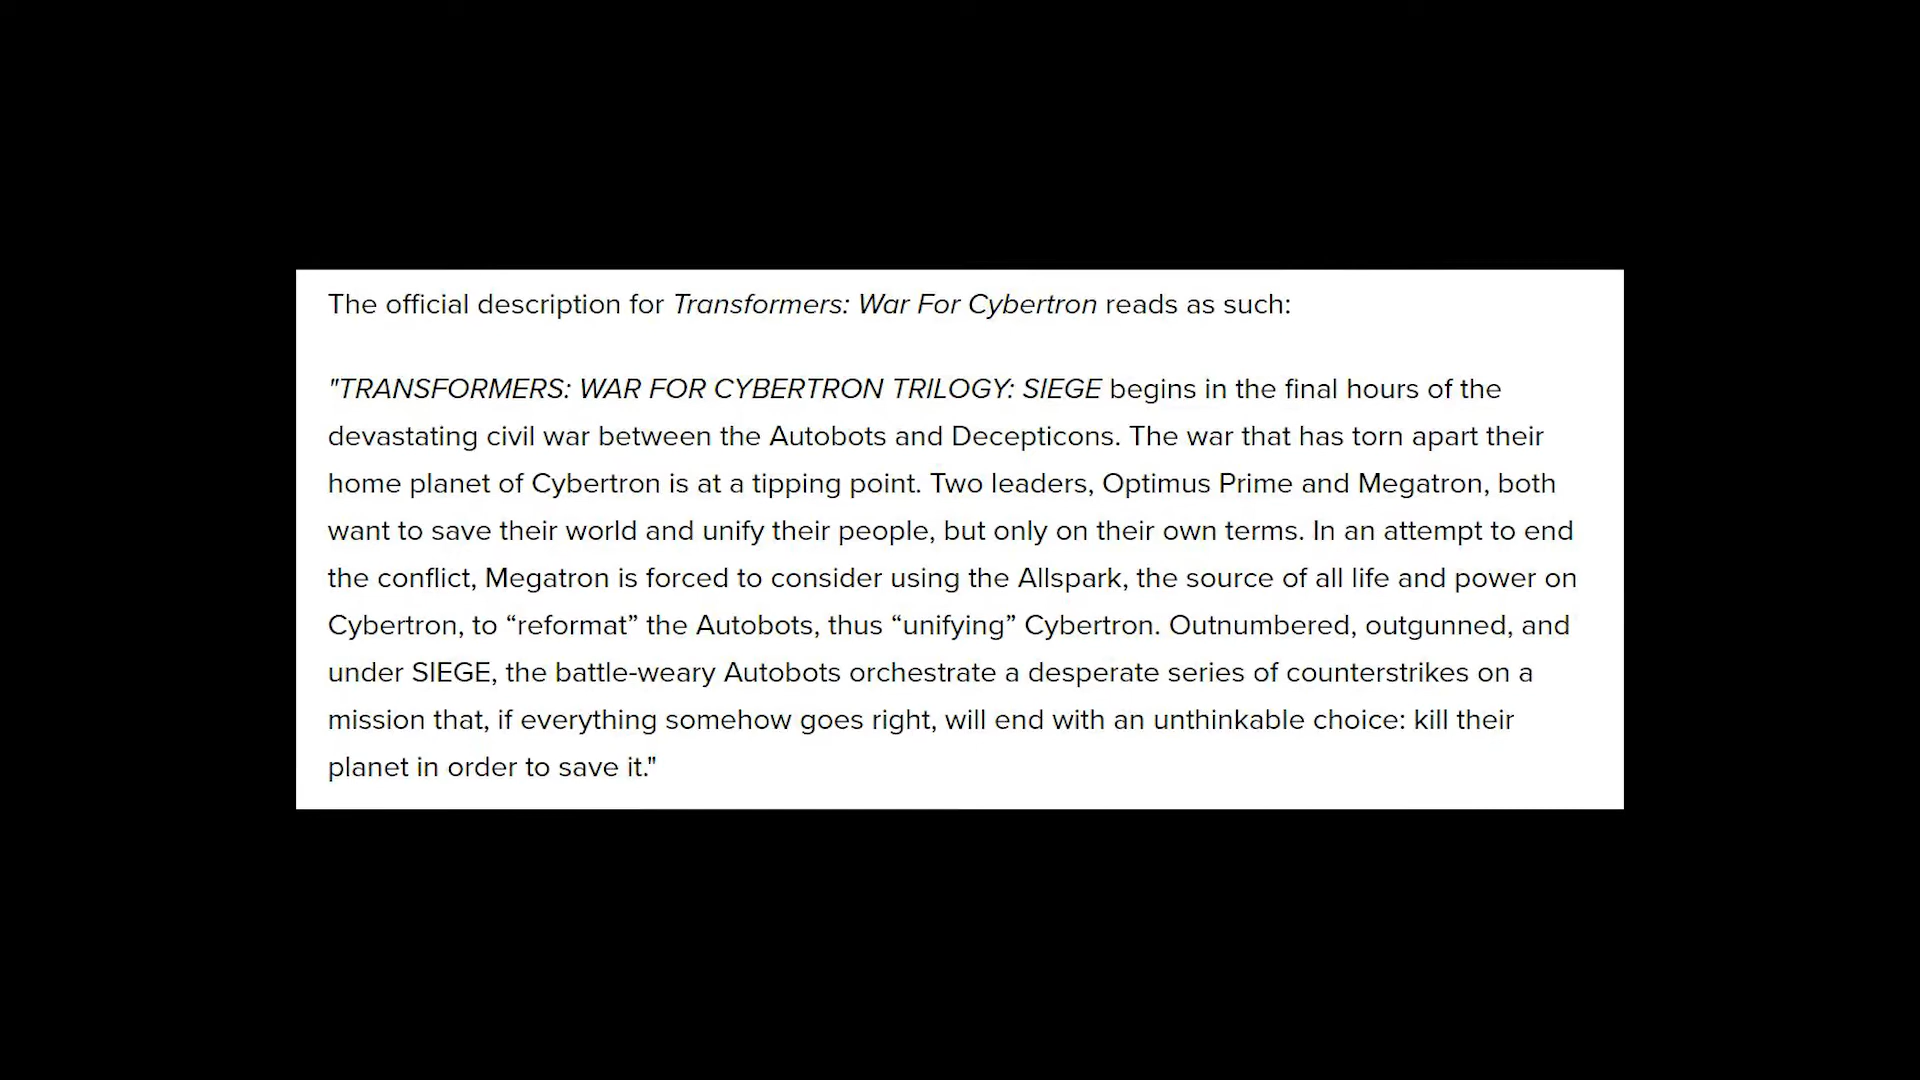 The official description for Transformers: War For Cybertron reads as such:
"TRANSFORMERS: WAR FOR CYBERTRON TRILOGY: SIEGE begins in the final hours of the
devastating civil war between the Autobots and Decepticons. The war that has torn apart their
home planet of Cybertron is at a tipping point. Two leaders, Optimus Prime and Megatron, both
want to save their world and unify their people, but only on their own terms. In an attempt to end
the conflict, Megatron is forced to consider using the Allspark, the source of all life and power on
Cybertron, to “reformat” the Autobots, thus “unifying” Cybertron. Outnumbered, outgunned, and
under SIEGE, the battle-weary Autobots orchestrate a desperate series of counterstrikes on a
mission that, if everything somehow goes right, will end with an unthinkable choice: kill their
planet in order to save it."